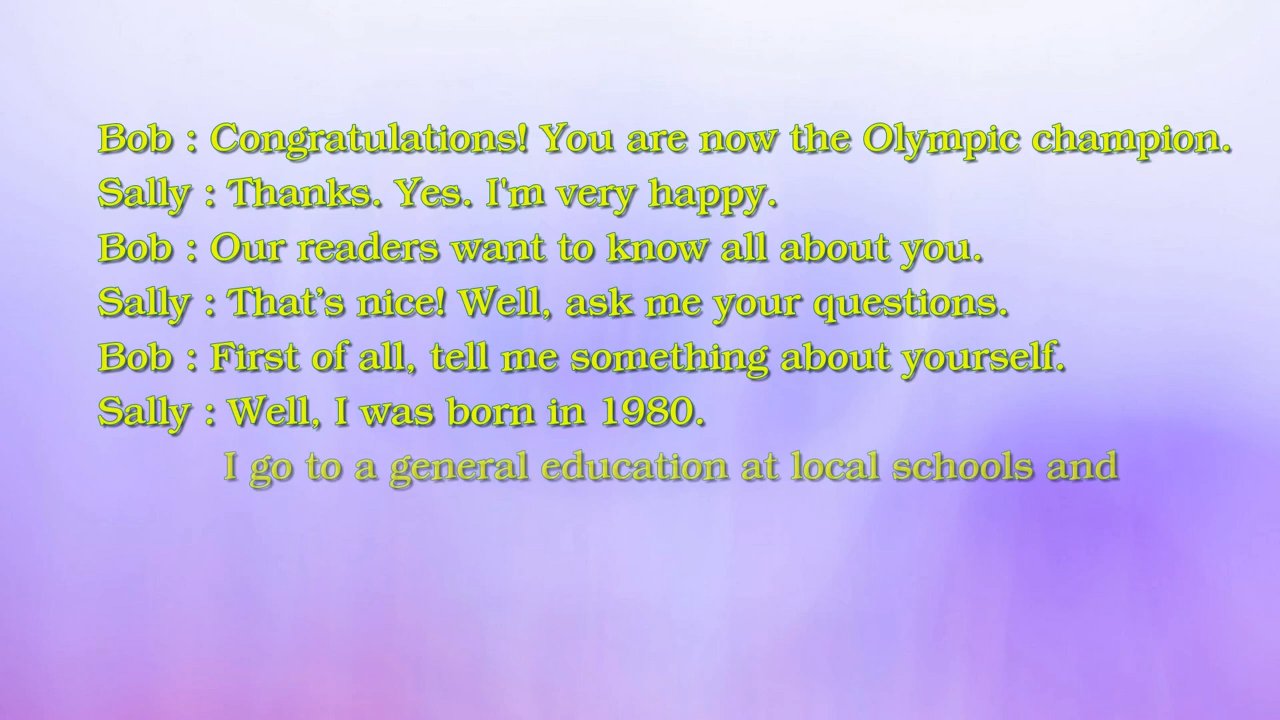 Bob : Congratulations! You are now the Olympic champion.
Sally : Thanks. Yes. I'm very happy.
Bob : Our readers want to know all about you.
Sally : That’s nice! Well, ask me your questions.
Bob : First of all, tell me something about yourself.
Sally : Well, I was born in 1980.
I go to a general education at local schools and